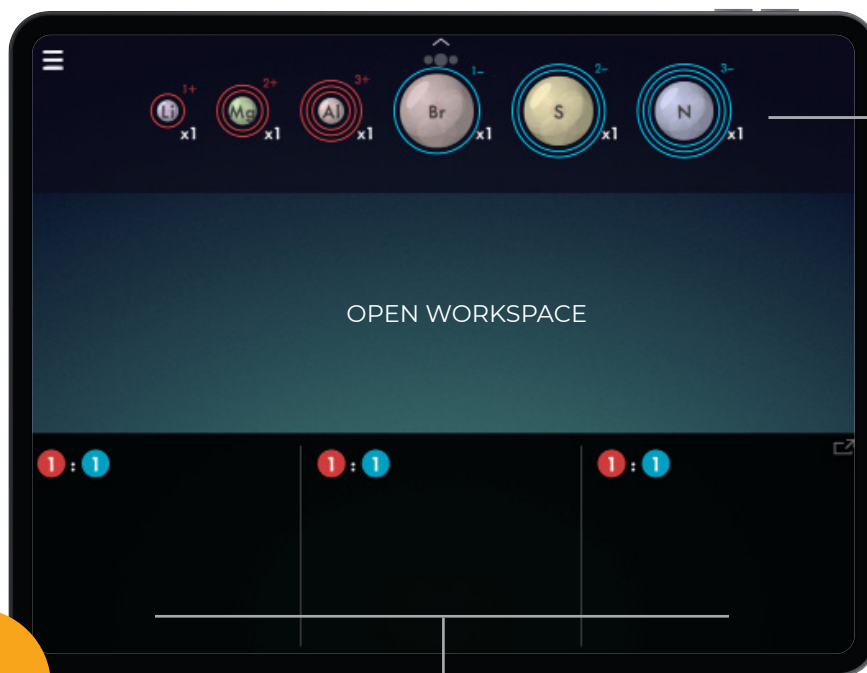 1+ 2+ 3+ 1− 2− 3−
Li Mg Al Br S N
x1 x1 x1 x1 x1 x1
OPEN WORKSPACE
1 : 1 1 : 1 1 : 1